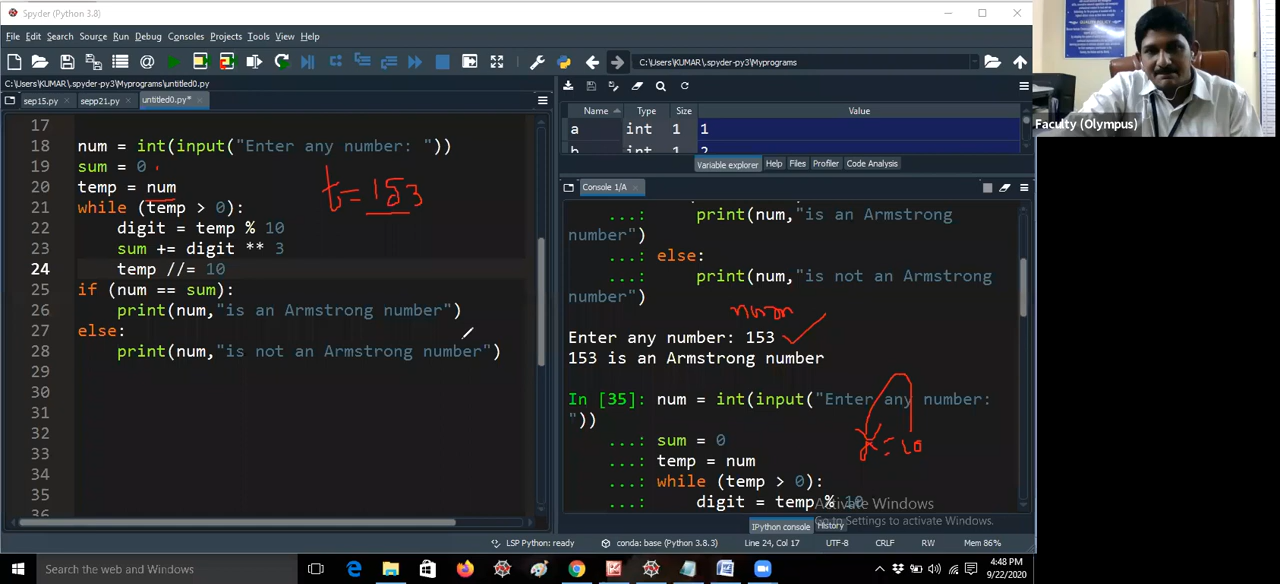 Spyder (Python 3.8)
File Edit Search Source Run Debug Consoles Projects Tools View Help
C:\Users\KUMAR\.spyder-py3\Myprograms
C:\Users\KUMAR\.spyder-py3\Myprograms\untitled0.py
sep15.py sepp21.py untitled0.py*
17
18 num = int(input("Enter any number: "))
19 sum = 0
20 temp = num
21 while (temp > 0):
22 digit = temp % 10
23 sum += digit ** 3
24 temp //= 10
25 if (num == sum):
26 print(num,"is an Armstrong number")
27 else:
28 print(num,"is not an Armstrong number")
29
30
31
32
33
34
35
36
t=153
Name Type Size Value
a int 1 1
b int 1 2
Variable explorer Help Files Profiler Code Analysis
Console 1/A
...: print(num,"is an Armstrong
number")
...: else:
...: print(num,"is not an Armstrong
number")
num
Enter any number: 153
153 is an Armstrong number
In [35]: num = int(input("Enter any number:
"))
...: sum = 0
...: temp = num
...: while (temp > 0):
...: digit = temp % 10
= 10
Activate Windows
Go to Settings to activate Windows.
IPython console History
LSP Python: ready conda: base (Python 3.8.3) Line 24, Col 17 UTF-8 CRLF RW Mem 86%
Search Windows
4:48 PM
9/22/2020
Faculty (Olympus)